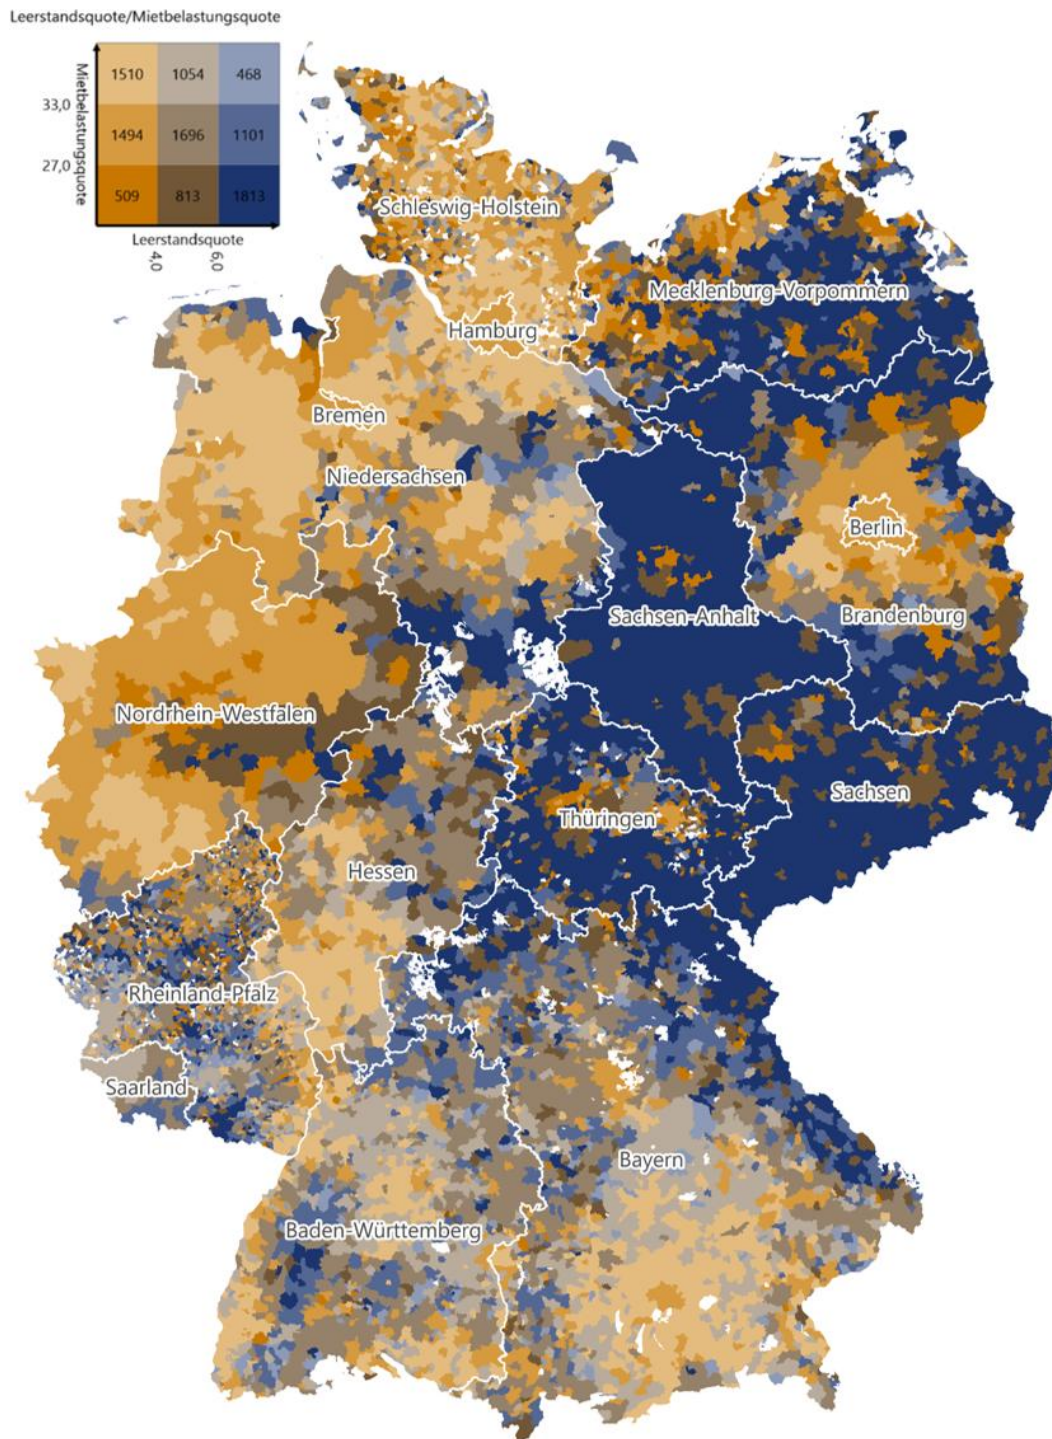 Leerstandsquote/Mietbelastungsquote
Mietbelastungsquote
1510 1054 468
33,0
1494 1696 1101
27,0
509 813 1813
Leerstandsquote
4,0 6,0
Schleswig-Holstein
Mecklenburg-Vorpommern
Hamburg
Bremen
Niedersachsen
Berlin
Sachsen-Anhalt
Brandenburg
Nordrhein-Westfalen
Sachsen
Thüringen
Hessen
Rheinland-Pfalz
Saarland
Bayern
Baden-Württemberg